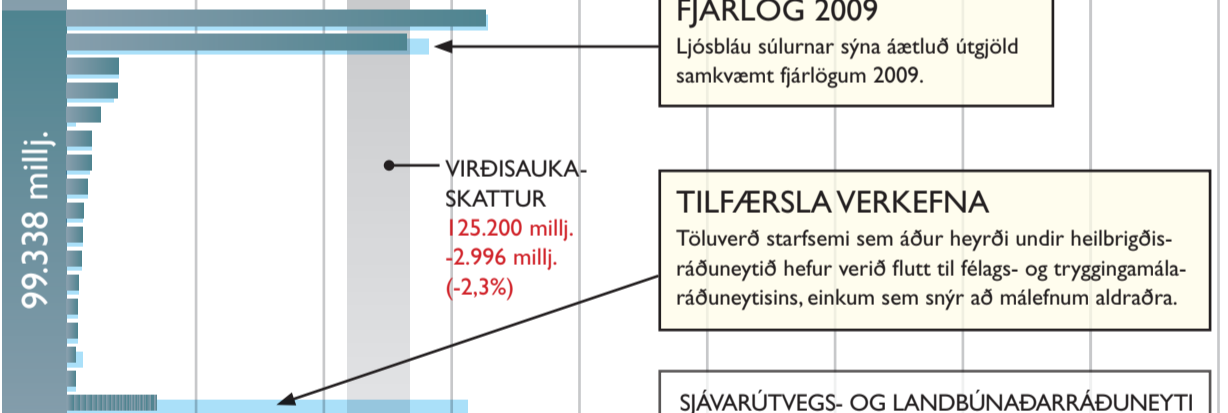 99.338 millj.
FJÁRLÖG 2009
Ljósbláu súlurnar sýna áætluð útgjöld
samkvæmt fjárlögum 2009.
VIRÐISAUKA-
SKATTUR
125.200 millj.
-2.996 millj.
(-2,3%)
TILFÆRSLA VERKEFNA
Töluverð starfsemi sem áður heyrði undir heilbrigðis-
ráðuneytið hefur verið flutt til félags- og tryggingamála-
ráðuneytisins, einkum sem snýr að málefnum aldraðra.
SJÁVARÚTVEGS- OG LANDBÚNAÐARRÁÐUNEYTI